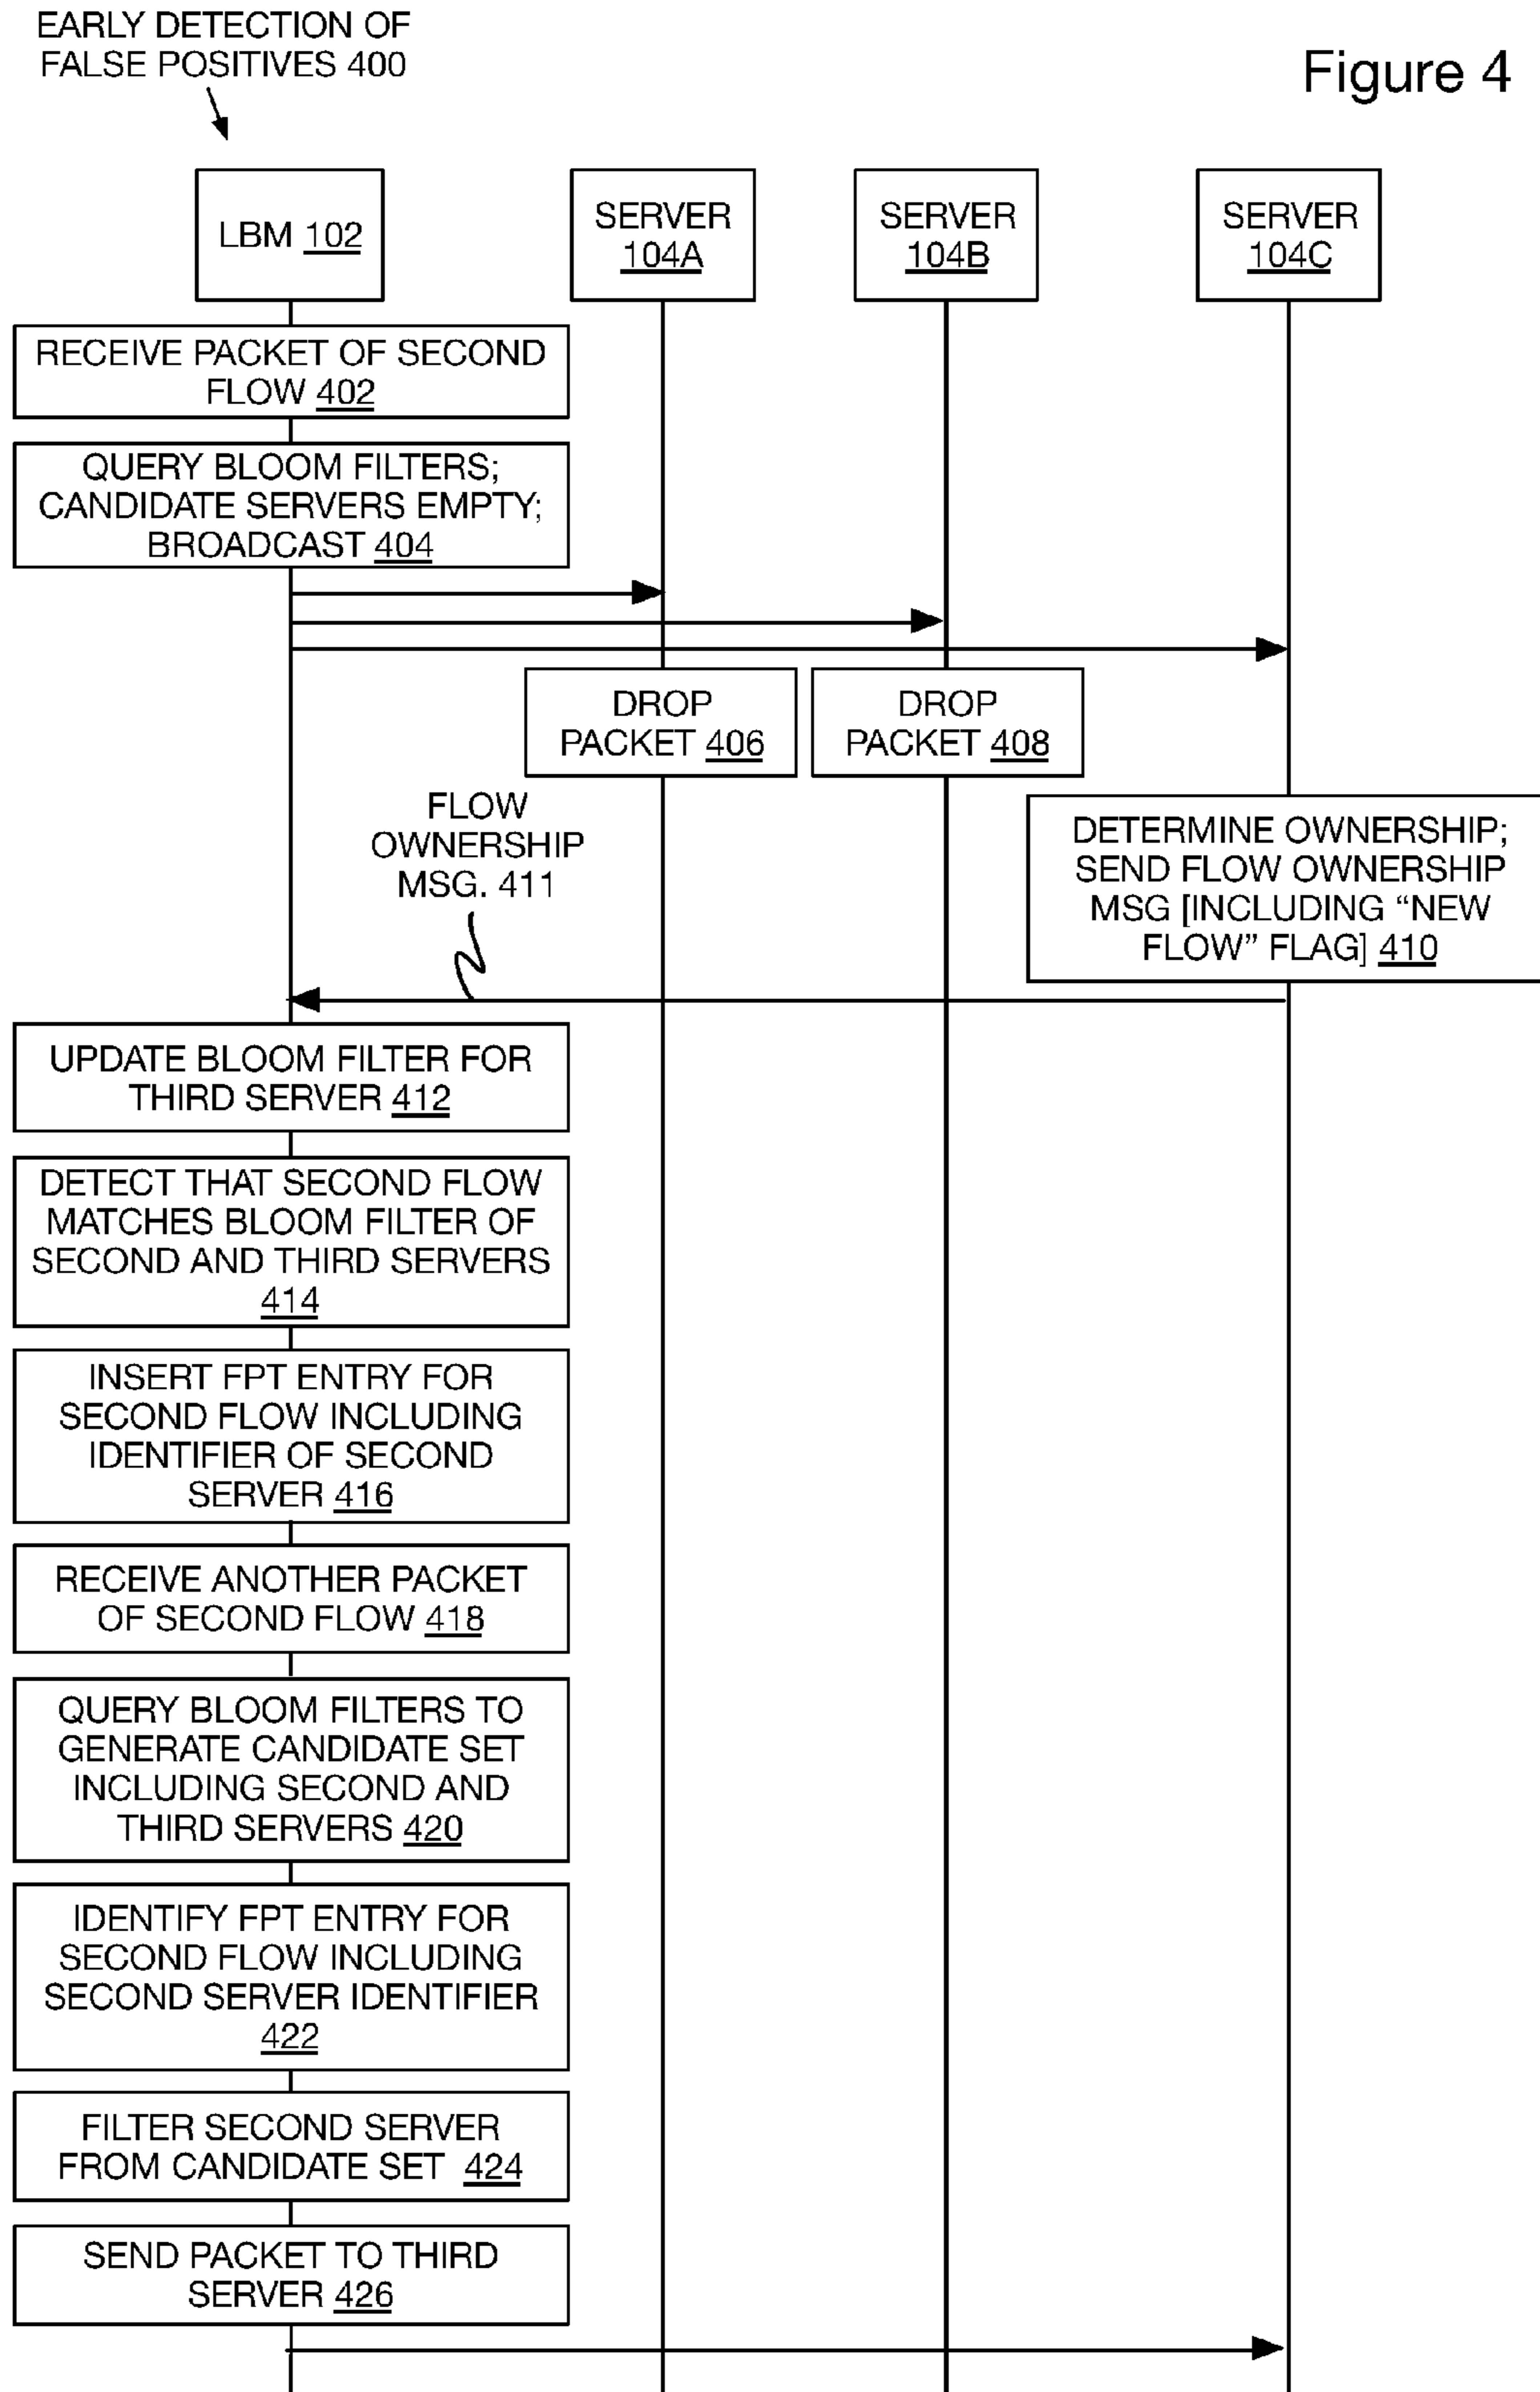 EARLY DETECTION OF
FALSE POSITIVES 400
Figure 4
LBM 102
SERVER
104A
SERVER
104B
SERVER
104C
RECEIVE PACKET OF SECOND
FLOW 402
QUERY BLOOM FILTERS;
CANDIDATE SERVERS EMPTY;
BROADCAST 404
DROP
PACKET 406
DROP
PACKET 408
FLOW
OWNERSHIP
MSG. 411
DETERMINE OWNERSHIP;
SEND FLOW OWNERSHIP
MSG [INCLUDING “NEW
FLOW” FLAG] 410
UPDATE BLOOM FILTER FOR
THIRD SERVER 412
DETECT THAT SECOND FLOW
MATCHES BLOOM FILTER OF
SECOND AND THIRD SERVERS
414
INSERT FPT ENTRY FOR
SECOND FLOW INCLUDING
IDENTIFIER OF SECOND
SERVER 416
RECEIVE ANOTHER PACKET
OF SECOND FLOW 418
QUERY BLOOM FILTERS TO
GENERATE CANDIDATE SET
INCLUDING SECOND AND
THIRD SERVERS 420
IDENTIFY FPT ENTRY FOR
SECOND FLOW INCLUDING
SECOND SERVER IDENTIFIER
422
FILTER SECOND SERVER
FROM CANDIDATE SET 424
SEND PACKET TO THIRD
SERVER 426